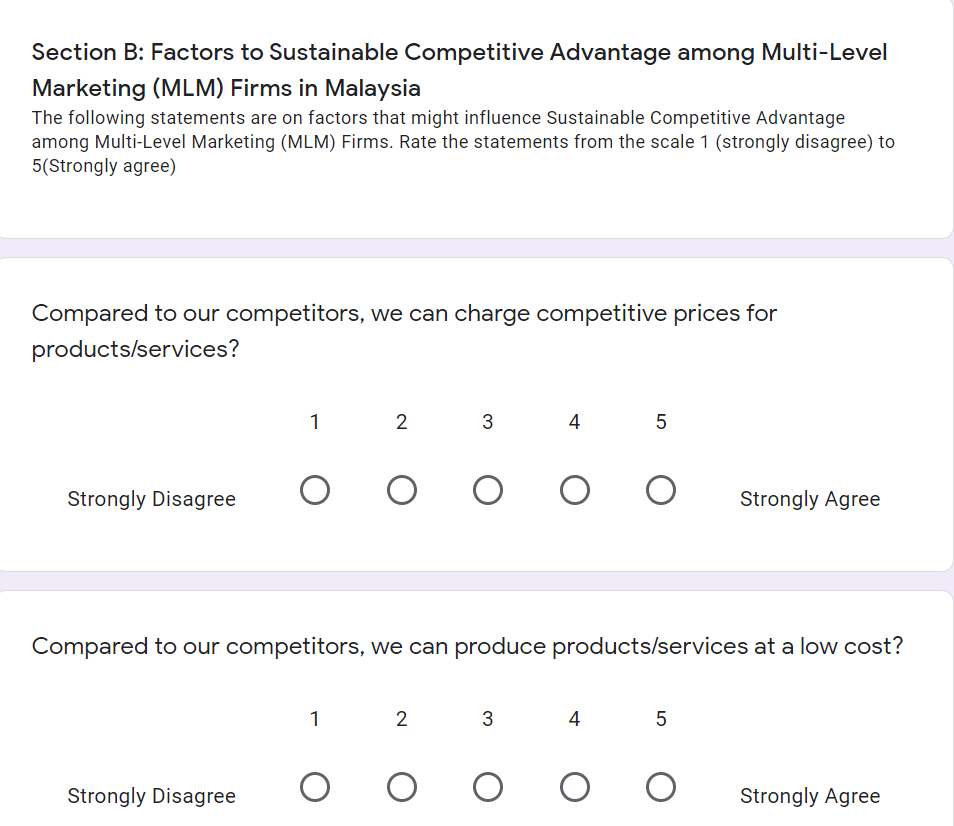 Section B: Factors to Sustainable Competitive Advantage among Multi-Level
Marketing (MLM) Firms in Malaysia
The following statements are on factors that might influence Sustainable Competitive Advantage
among Multi-Level Marketing (MLM) Firms. Rate the statements from the scale 1 (strongly disagree) to
5(Strongly agree)
Compared to our competitors, we can charge competitive prices for
products/services?
1 2 3 4 5
Strongly Disagree Strongly Agree
Compared to our competitors, we can produce products/services at a low cost?
1 2 3 4 5
Strongly Disagree Strongly Agree